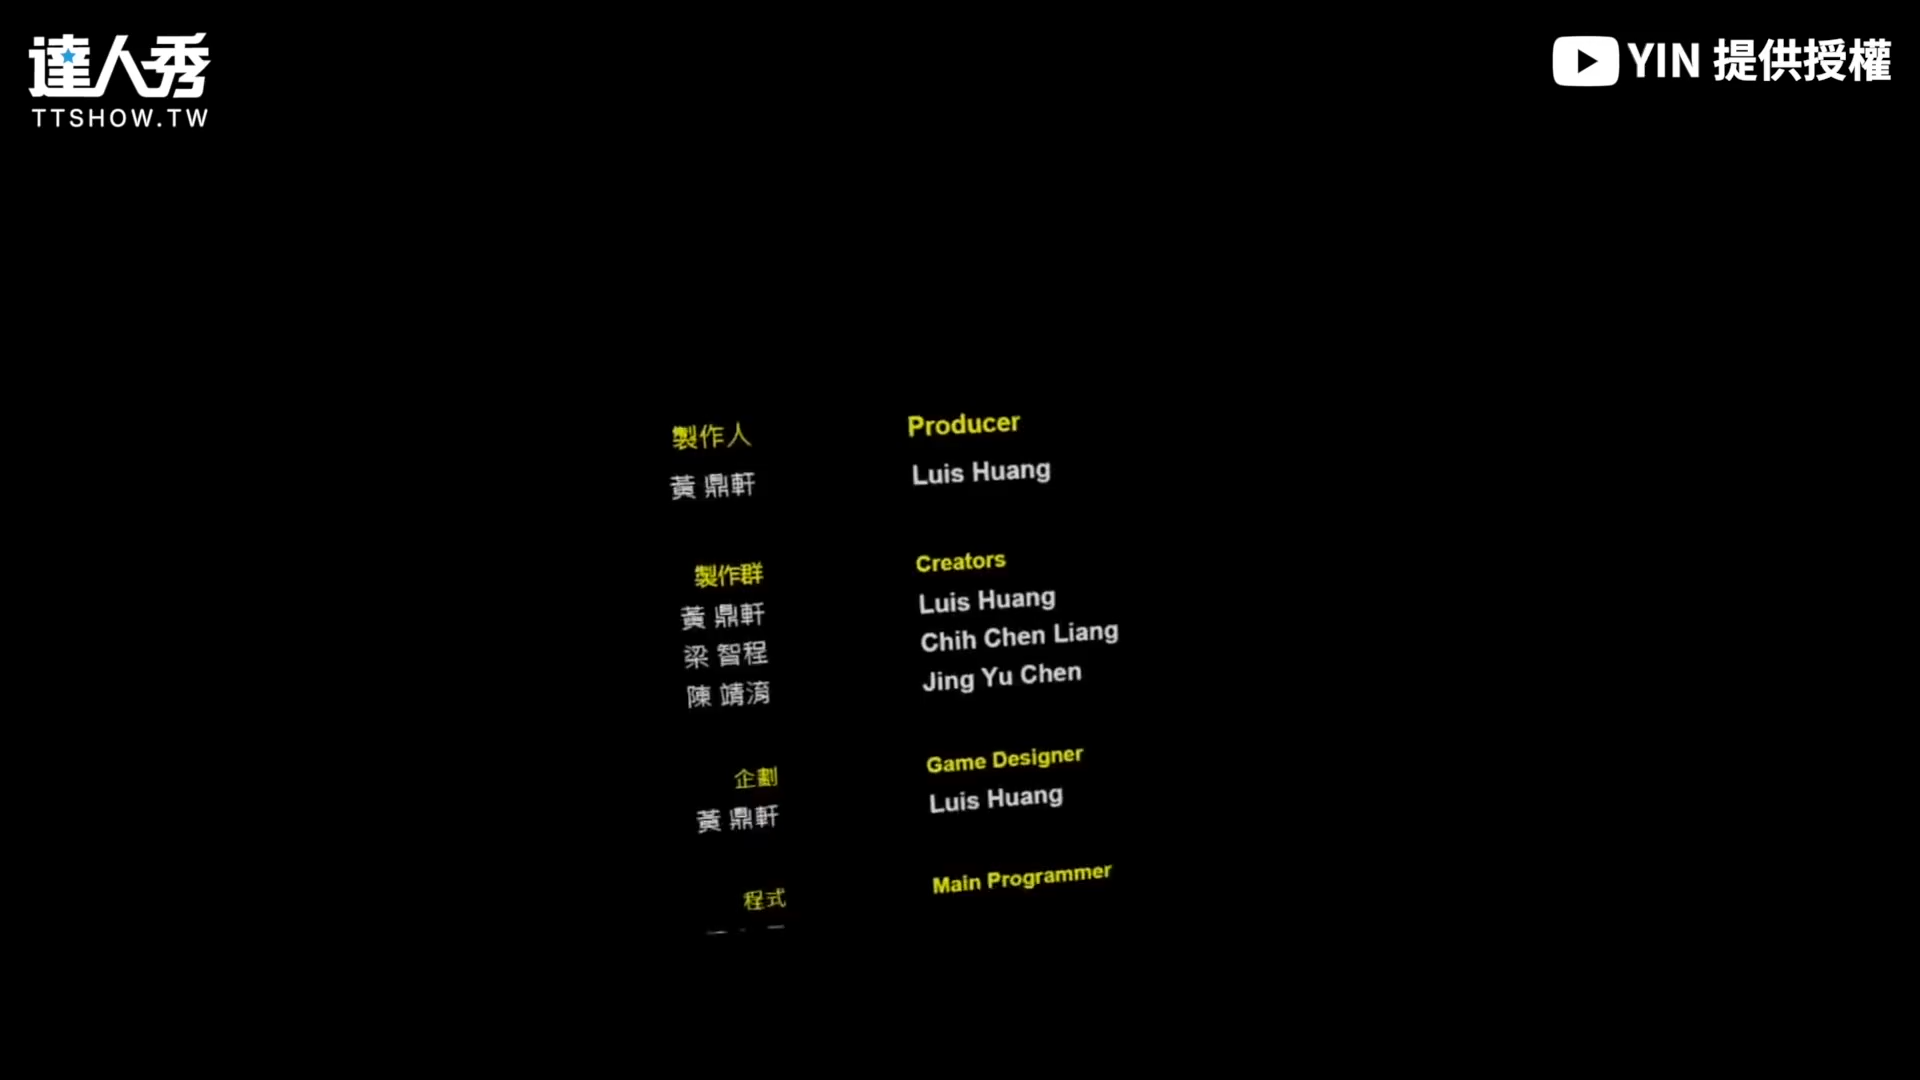 達人秀
TTSHOW.TW
YIN 提供授權
製作人 Producer
黃 鼎軒 Luis Huang
製作群 Creators
黃 鼎軒 Luis Huang
梁 智程 Chih Chen Liang
陳 靖淯 Jing Yu Chen
企劃 Game Designer
黃 鼎軒 Luis Huang
程式 Main Programmer